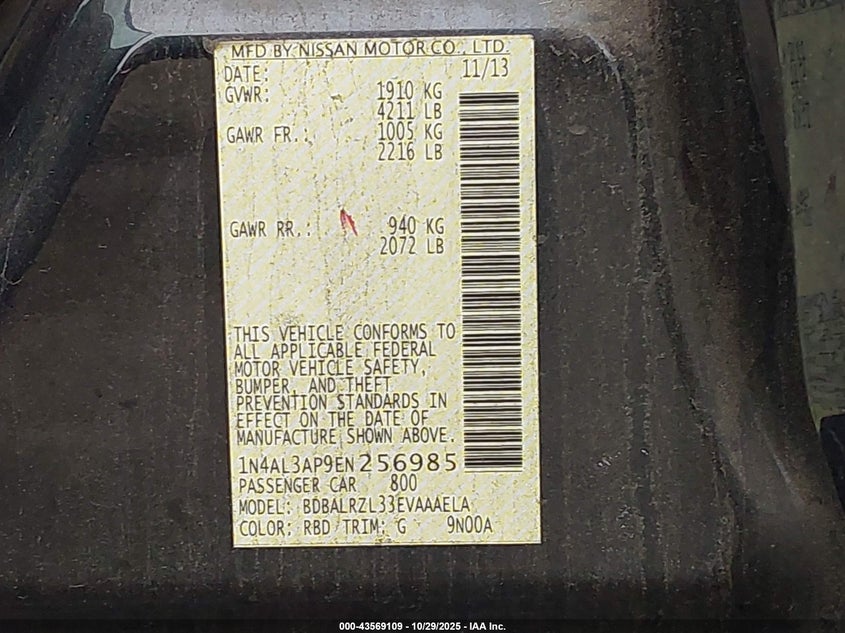 MFD BY NISSAN MOTOR CO., LTD.
DATE: 11/13
GVWR: 1910 KG
4211 LB
GAWR FR.: 1005 KG
2216 LB
GAWR RR.: 940 KG
2072 LB
THIS VEHICLE CONFORMS TO
ALL APPLICABLE FEDERAL
MOTOR VEHICLE SAFETY,
BUMPER, AND THEFT
PREVENTION STANDARDS IN
EFFECT ON THE DATE OF
MANUFACTURE SHOWN ABOVE.
1N4AL3AP9EN256985
PASSENGER CAR 800
MODEL: BDBALRZL33EVAAAELA
COLOR: RBD TRIM: G 9N00A
000-43569109 - 10/29/2025 - IAA Inc.